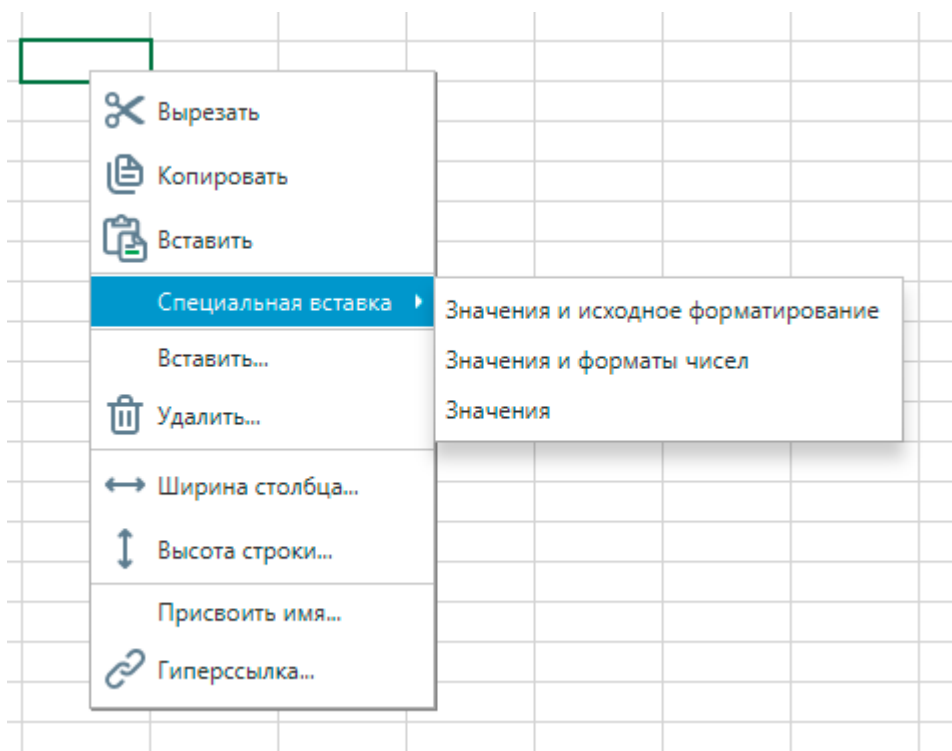 Вырезать
Копировать
Вставить
Специальная вставка
Значения и исходное форматирование
Значения и форматы чисел
Значения
Вставить...
Удалить...
Ширина столбца...
Высота строки...
Присвоить имя...
Гиперссылка...